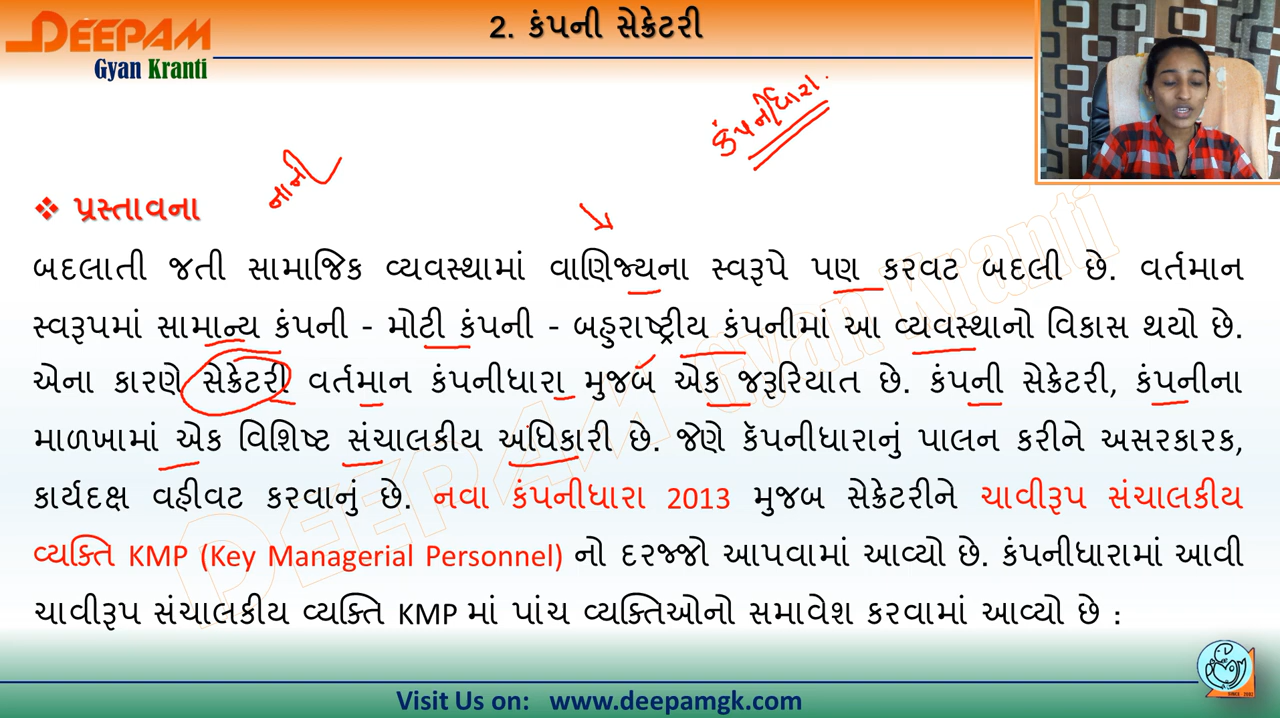 DEEPAM
Gyan Kranti
2. કંપની સેક્રેટરી
કંપનીધારા
નાની
❖ પ્રસ્તાવના
બદલાતી જતી સામાજિક વ્યવસ્થામાં વાણિજ્યના સ્વરૂપે પણ કરવટ બદલી છે. વર્તમાન
સ્વરૂપમાં સામાન્ય કંપની - મોટી કંપની - બહુરાષ્ટ્રીય કંપનીમાં આ વ્યવસ્થાનો વિકાસ થયો છે.
એના કારણે સેક્રેટરી વર્તમાન કંપનીધારા મુજબ એક જરૂરિયાત છે. કંપની સેક્રેટરી, કંપનીના
માળખામાં એક વિશિષ્ટ સંચાલકીય અધિકારી છે. જેણે કૅપનીધારાનું પાલન કરીને અસરકારક,
કાર્યદક્ષ વહીવટ કરવાનું છે. નવા કંપનીધારા 2013 મુજબ સેક્રેટરીને ચાવીરૂપ સંચાલકીય
વ્યક્તિ KMP (Key Managerial Personnel) નો દરજ્જો આપવામાં આવ્યો છે. કંપનીધારામાં આવી
ચાવીરૂપ સંચાલકીય વ્યક્તિ KMP માં પાંચ વ્યક્તિઓનો સમાવેશ કરવામાં આવ્યો છે :
DEEPAM Gyan Kranti
Visit Us on: www.deepamgk.com